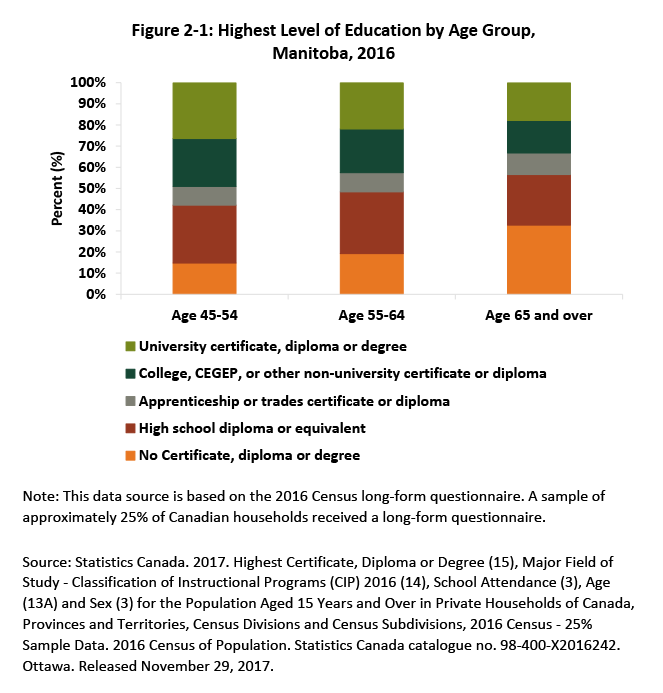 Figure 2-1: Highest Level of Education by Age Group,
Manitoba, 2016
Percent (%)
100%
90%
80%
70%
60%
50%
40%
30%
20%
10%
0%
Age 45-54
Age 55-64
Age 65 and over
University certificate, diploma or degree
College, CEGEP, or other non-university certificate or diploma
Apprenticeship or trades certificate or diploma
High school diploma or equivalent
No Certificate, diploma or degree
Note: This data source is based on the 2016 Census long-form questionnaire. A sample of
approximately 25% of Canadian households received a long-form questionnaire.
Source: Statistics Canada. 2017. Highest Certificate, Diploma or Degree (15), Major Field of
Study - Classification of Instructional Programs (CIP) 2016 (14), School Attendance (3), Age
(13A) and Sex (3) for the Population Aged 15 Years and Over in Private Households of Canada,
Provinces and Territories, Census Divisions and Census Subdivisions, 2016 Census - 25%
Sample Data. 2016 Census of Population. Statistics Canada catalogue no. 98-400-X2016242.
Ottawa. Released November 29, 2017.